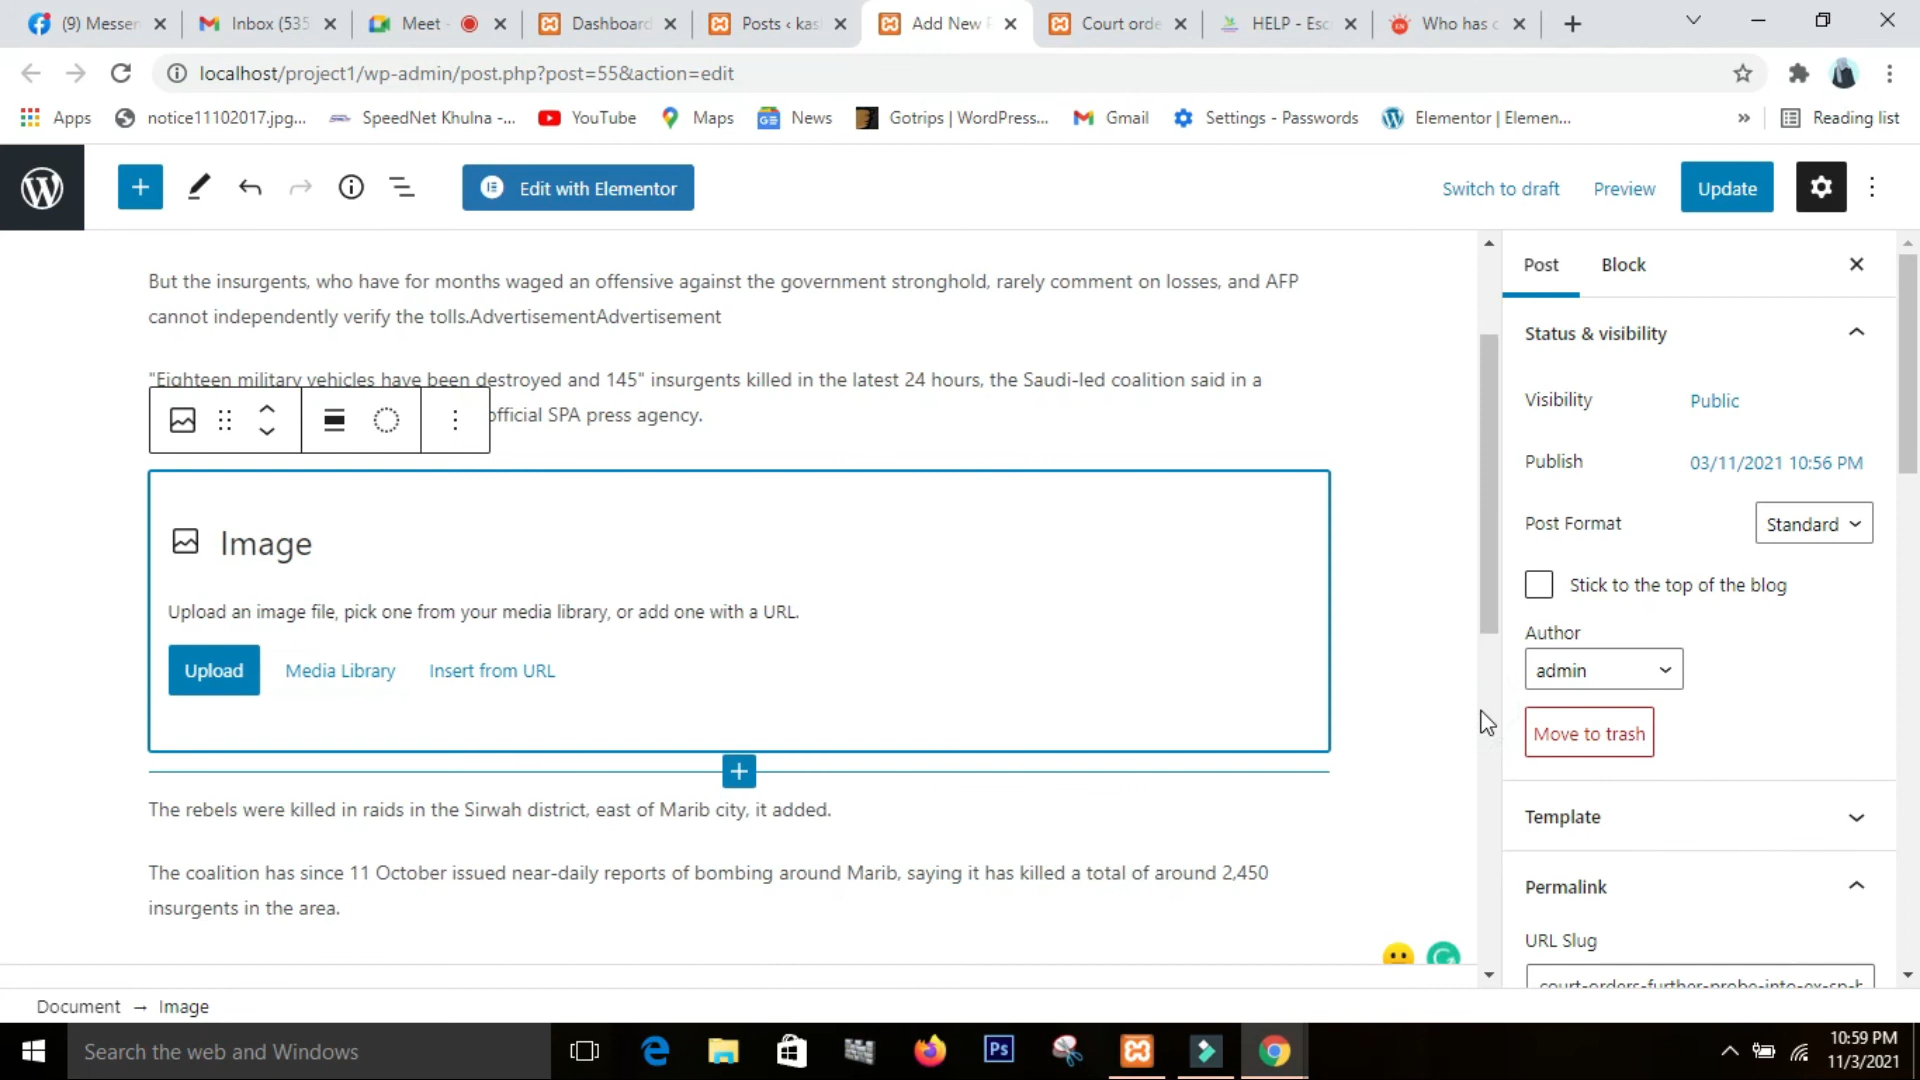 (9) Messen
Inbox (535
Meet -
Dashboard
Posts ‹ kas
Add New P
Court orde
HELP - Esc
Who has c
localhost/project1/wp-admin/post.php?post=55&action=edit
Apps
notice11102017.jpg...
SpeedNet Khulna -...
YouTube
Maps
News
Gotrips | WordPress...
Gmail
Settings - Passwords
Elementor | Elemen...
»
Reading list
Edit with Elementor
Switch to draft
Preview
Update
But the insurgents, who have for months waged an offensive against the government stronghold, rarely comment on losses, and AFP
cannot independently verify the tolls.AdvertisementAdvertisement
"Eighteen military vehicles have been destroyed and 145" insurgents killed in the latest 24 hours, the Saudi-led coalition said in a
official SPA press agency.
Image
Upload an image file, pick one from your media library, or add one with a URL.
Upload
Media Library
Insert from URL
The rebels were killed in raids in the Sirwah district, east of Marib city, it added.
The coalition has since 11 October issued near-daily reports of bombing around Marib, saying it has killed a total of around 2,450
insurgents in the area.
Post
Block
Status & visibility
Visibility
Public
Publish
03/11/2021 10:56 PM
Post Format
Standard
Stick to the top of the blog
Author
admin
Move to trash
Template
Permalink
URL Slug
court-orders-further-probe-into-ex-sp-b
Document → Image
Search the web and Windows
Ps
10:59 PM
11/3/2021